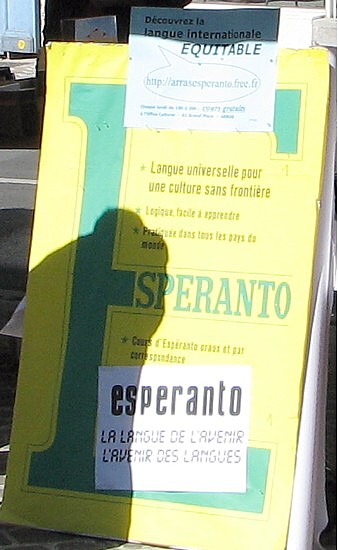 Découvrez la
langue internationale
EQUITABLE
http://arrasesperanto.free.fr
cours gratuits
★ Langue universelle pour
une culture sans frontière
★ Logique, facile à apprendre
★ Pratiquée dans tous les pays du
monde
ESPERANTO
★ Cours d'Espéranto oraux et par
correspondance
esperanto
LA LANGUE DE L'AVENIR
L'AVENIR DES LANGUES